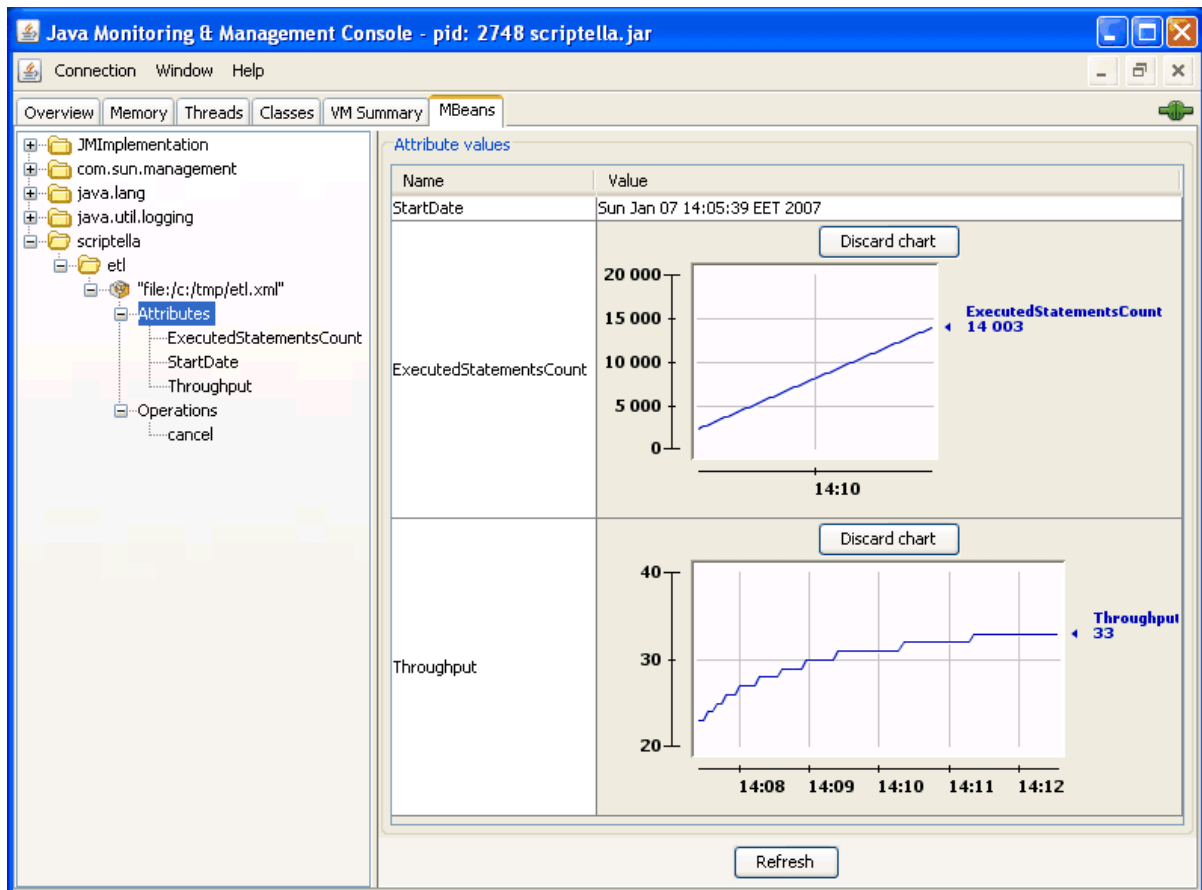 Java Monitoring & Management Console - pid: 2748 scriptella.jar
Connection Window Help
Overview Memory Threads Classes VM Summary MBeans
JMImplementation
com.sun.management
java.lang
java.util.logging
scriptella
etl
"file:/c:/tmp/etl.xml"
Attributes
ExecutedStatementsCount
StartDate
Throughput
Operations
cancel
Attribute values
Name Value
StartDate Sun Jan 07 14:05:39 EET 2007
ExecutedStatementsCount
Discard chart
20 000
15 000
10 000
5 000
0
14:10
ExecutedStatementsCount
14 003
Throughput
Discard chart
40
30
20
14:08 14:09 14:10 14:11 14:12
Throughput
33
Refresh